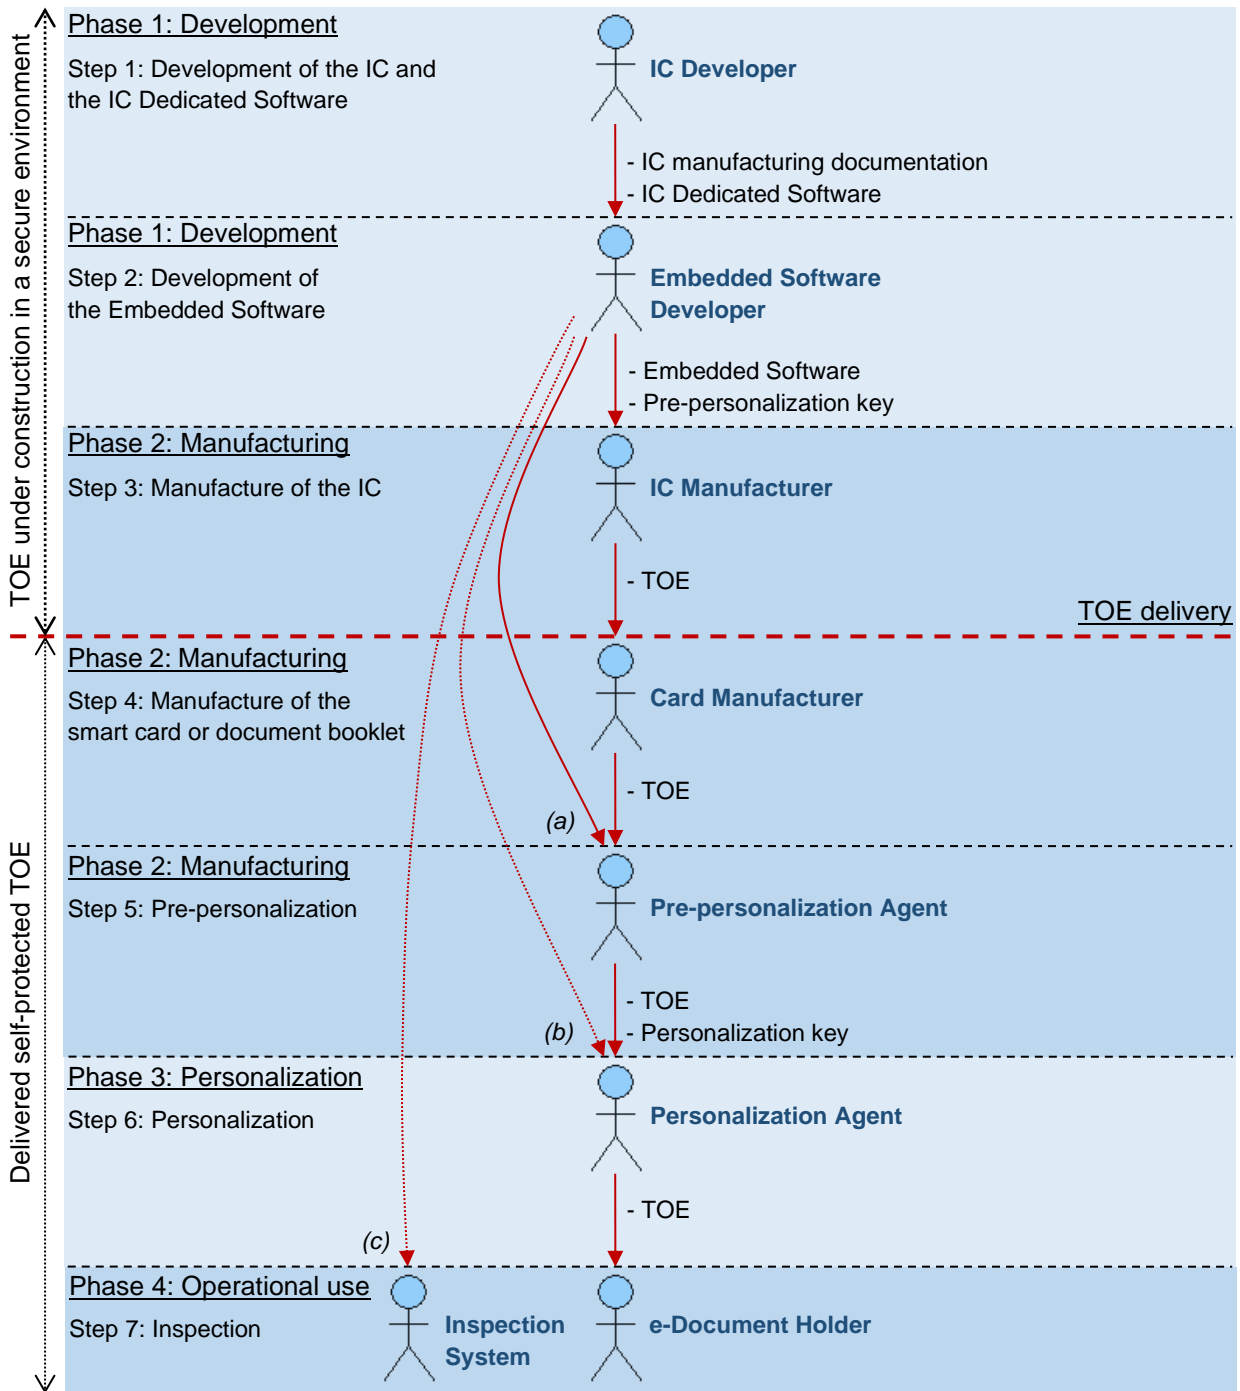 TOE under construction in a secure environment
Phase 1: Development
Step 1: Development of the IC and
the IC Dedicated Software
IC Developer
- IC manufacturing documentation
- IC Dedicated Software
Phase 1: Development
Step 2: Development of
the Embedded Software
Embedded Software
Developer
- Embedded Software
- Pre-personalization key
Phase 2: Manufacturing
Step 3: Manufacture of the IC
IC Manufacturer
- TOE
TOE delivery
Delivered self-protected TOE
Phase 2: Manufacturing
Step 4: Manufacture of the
smart card or document booklet
Card Manufacturer
- TOE
(a)
Phase 2: Manufacturing
Step 5: Pre-personalization
Pre-personalization Agent
- TOE
- Personalization key
(b)
Phase 3: Personalization
Step 6: Personalization
Personalization Agent
- TOE
(c)
Phase 4: Operational use
Step 7: Inspection
Inspection
System
e-Document Holder